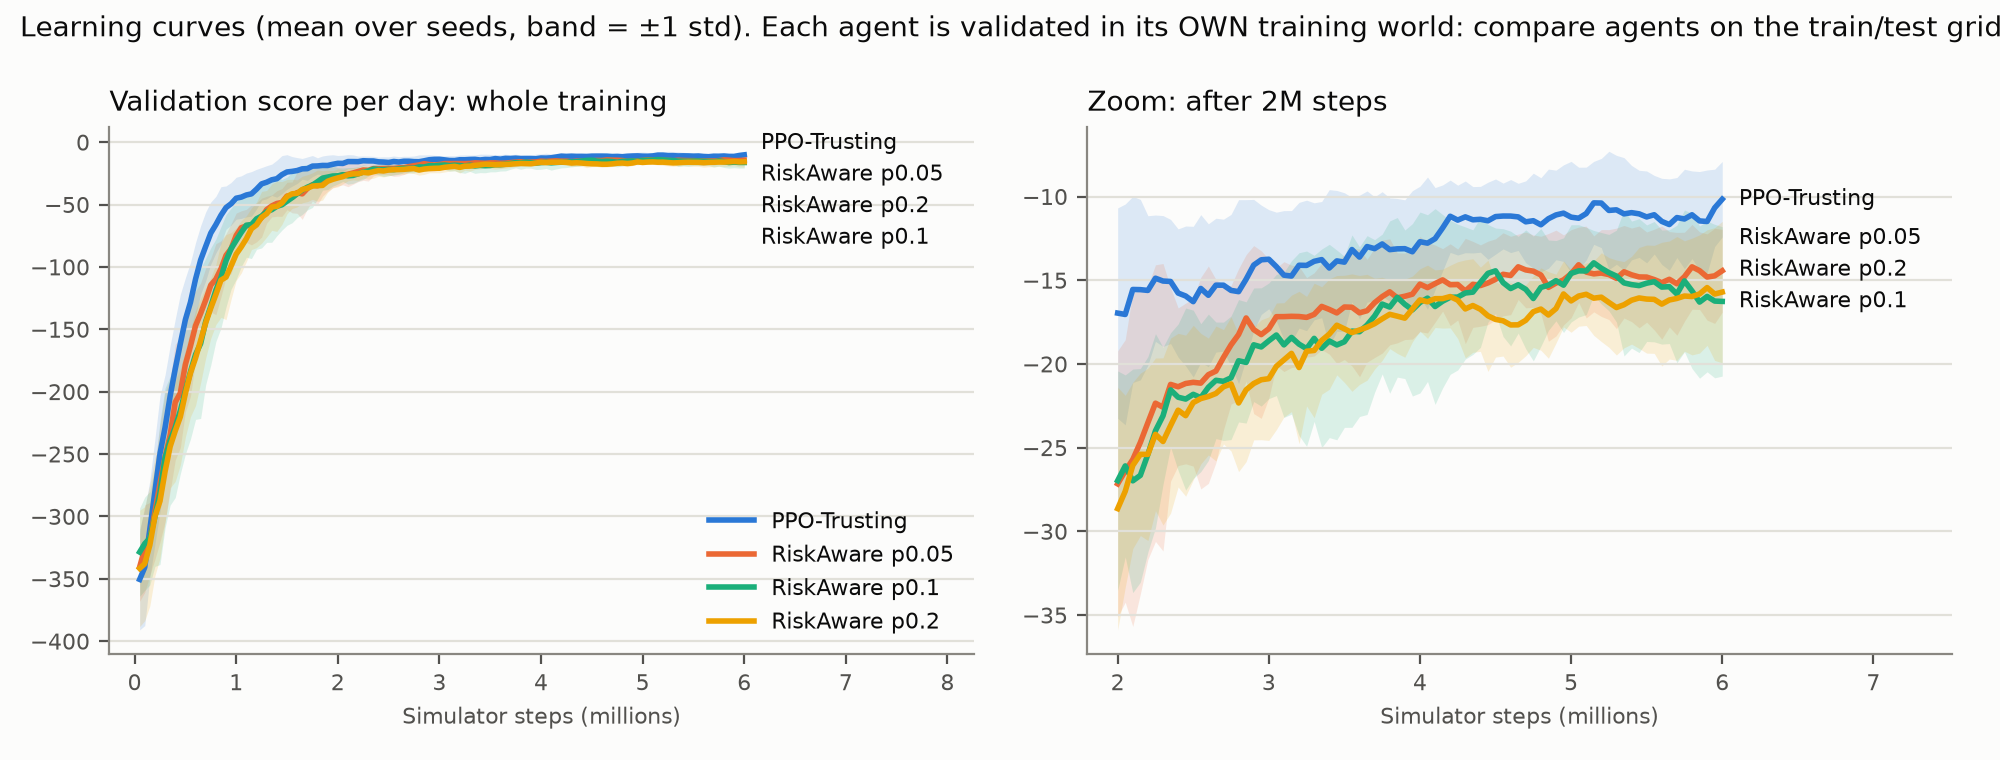 Learning curves (mean over seeds, band = ±1 std). Each agent is validated in its OWN training world: compare agents on the train/test grid
Validation score per day: whole training
0
−50
−100
−150
−200
−250
−300
−350
−400
PPO-Trusting
RiskAware p0.05
RiskAware p0.2
RiskAware p0.1
PPO-Trusting
RiskAware p0.05
RiskAware p0.1
RiskAware p0.2
0 1 2 3 4 5 6 7 8
Simulator steps (millions)
Zoom: after 2M steps
−10
−15
−20
−25
−30
−35
PPO-Trusting
RiskAware p0.05
RiskAware p0.2
RiskAware p0.1
2 3 4 5 6 7
Simulator steps (millions)